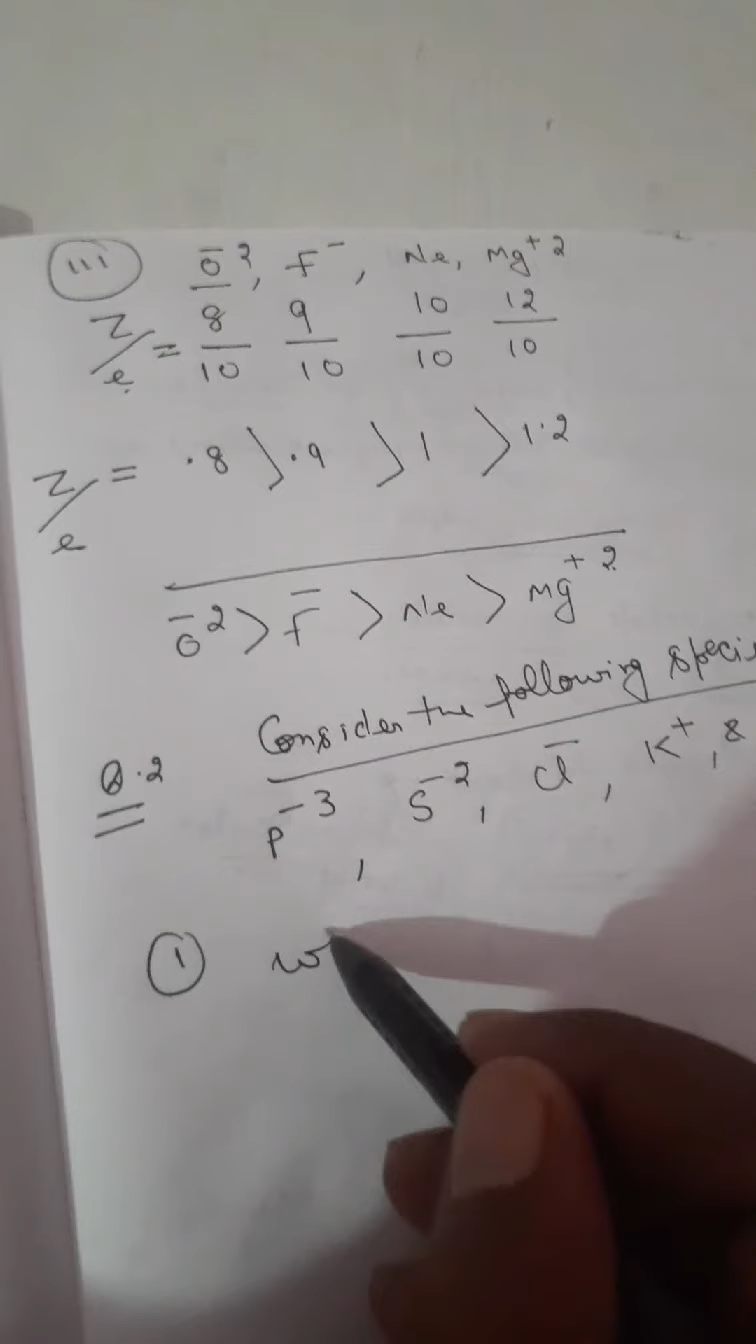 (111) O⁻², F⁻, Ne, Mg⁺²
Z/e = 8/10 9/10 10/10 12/10
Z/e = .8 > .9 > 1 > 1.2
O⁻² > F⁻ > Ne > Mg⁺²
Q.2 Consider the following speci
P⁻³, S⁻², Cl⁻, K⁺, &
(1) w